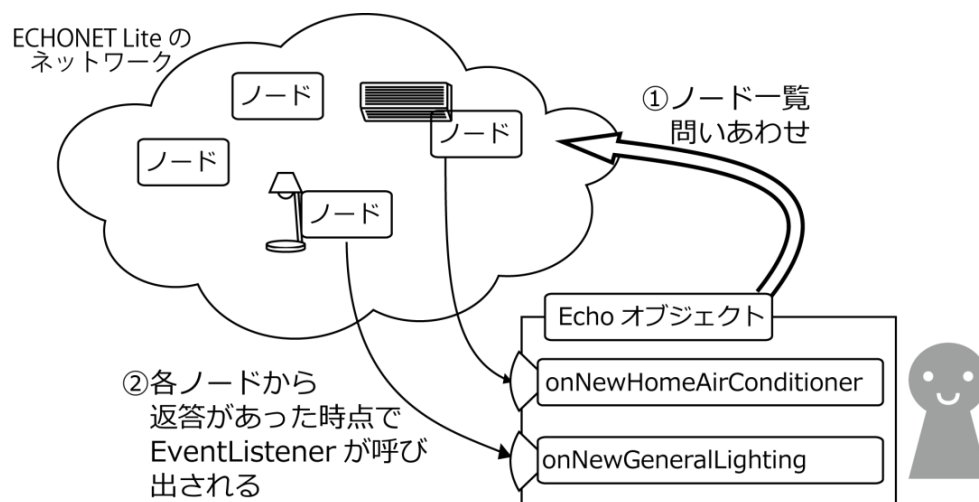 ECHONET Lite の
ネットワーク
ノード
ノード
ノード
ノード
①ノード一覧
問いあわせ
Echo オブジェクト
onNewHomeAirConditioner
onNewGeneralLighting
②各ノードから
返答があった時点で
EventListener が呼び
出される